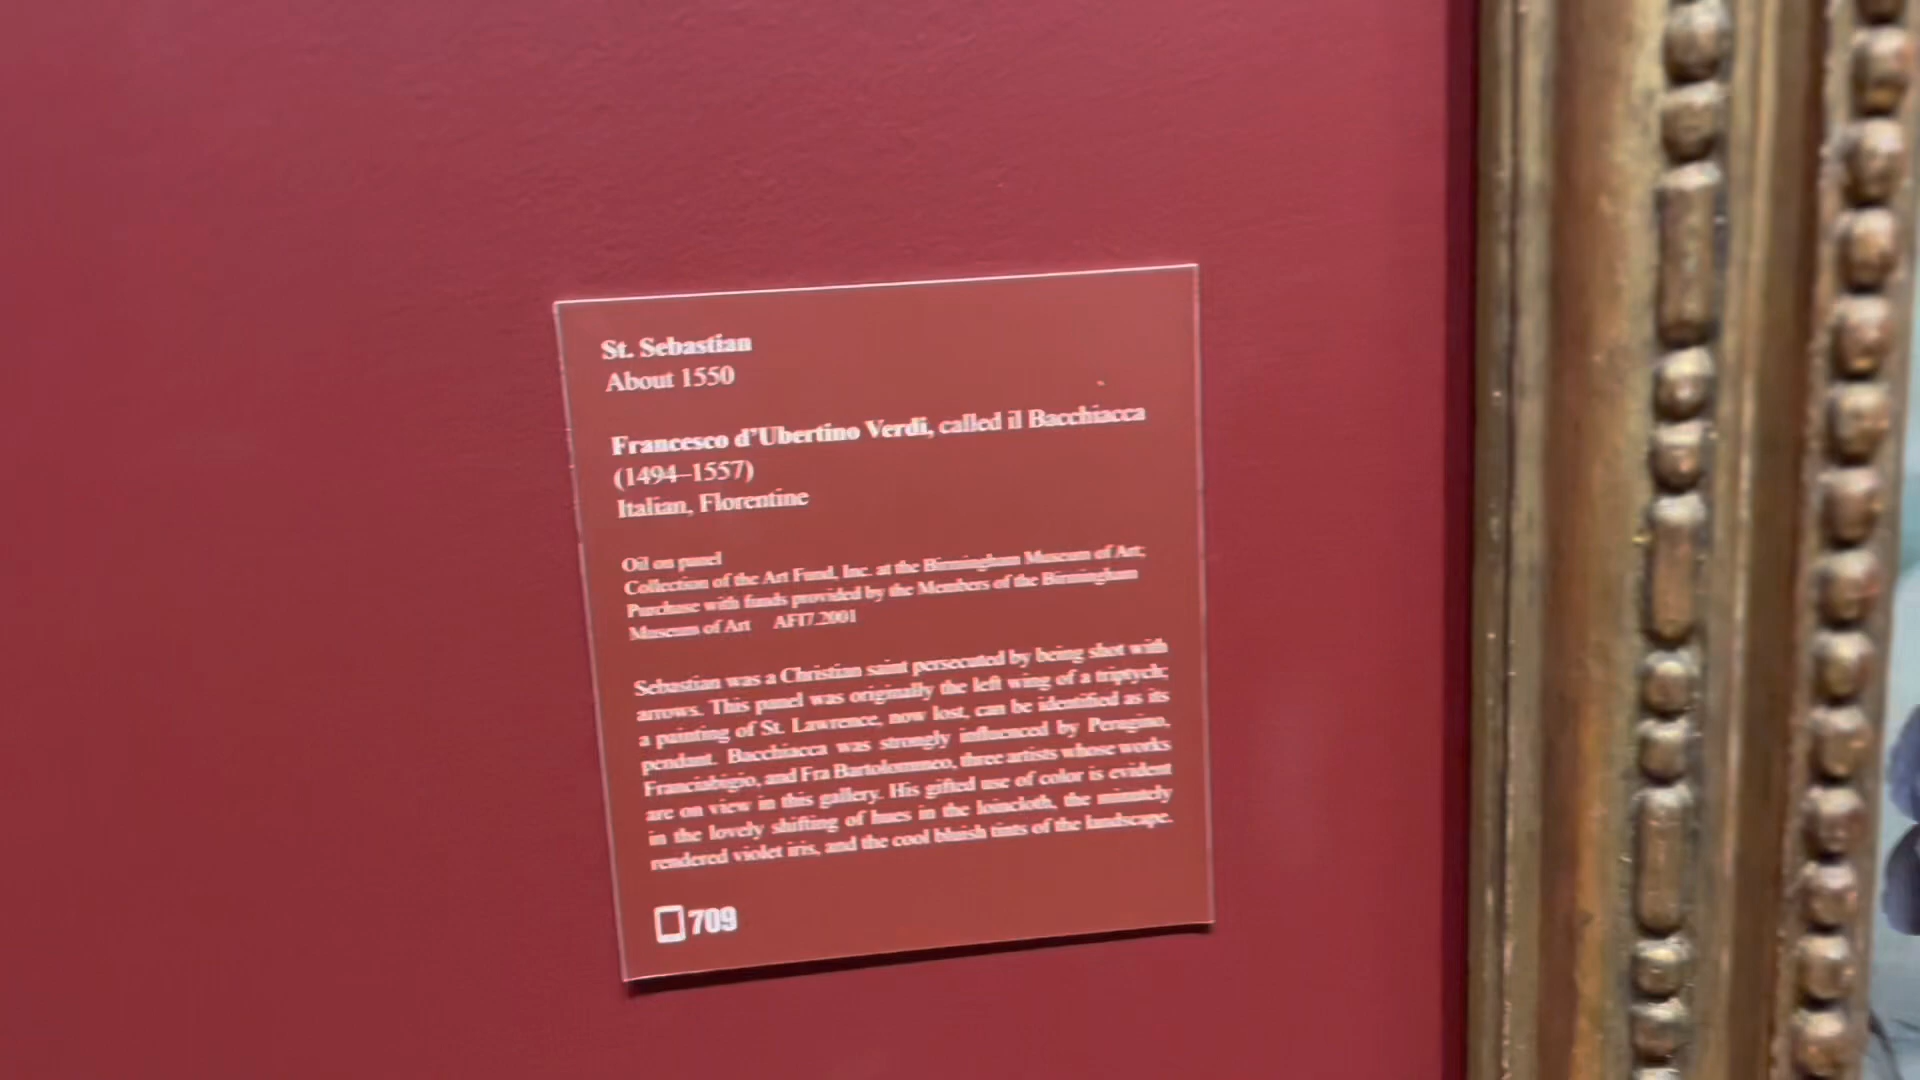 St. Sebastian
About 1550
Francesco d'Ubertino Verdi, called il Bacchiacca
(1494–1557)
Italian, Florentine
Oil on panel
Collection of the Art Fund, Inc. at the Birmingham Museum of Art;
Purchase with funds provided by the Members of the Birmingham
Museum of Art AFI7.2001
Sebastian was a Christian saint persecuted by being shot with
arrows. This panel was originally the left wing of a triptych;
a painting of St. Lawrence, now lost, can be identified as its
pendant. Bacchiacca was strongly influenced by Perugino,
Franciabigio, and Fra Bartolommeo, three artists whose works
are on view in this gallery. His gifted use of color is evident
in the lovely shifting of hues in the loincloth, the minutely
rendered violet iris, and the cool bluish tints of the landscape.
709